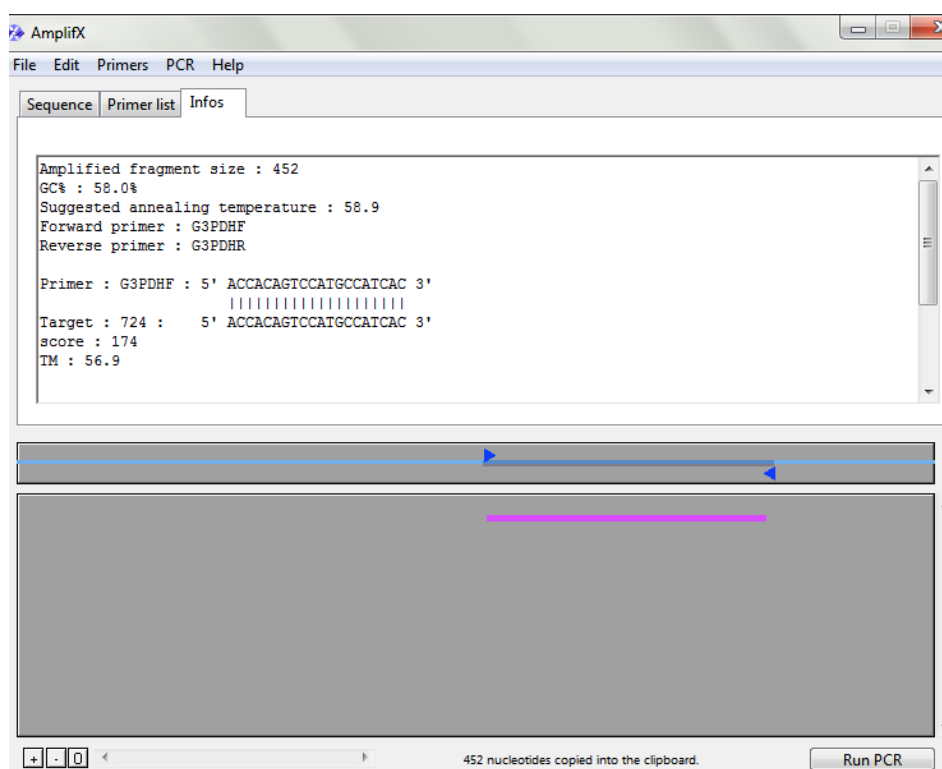 AmplifX
File Edit Primers PCR Help
Sequence Primer list Infos
Amplified fragment size : 452
GC% : 58.0%
Suggested annealing temperature : 58.9
Forward primer : G3PDHF
Reverse primer : G3PDHR
Primer : G3PDHF : 5' ACCACAGTCCATGCCATCAC 3'
||||||||||||||||||||
Target : 724 : 5' ACCACAGTCCATGCCATCAC 3'
score : 174
TM : 56.9
+ - 0 452 nucleotides copied into the clipboard. Run PCR